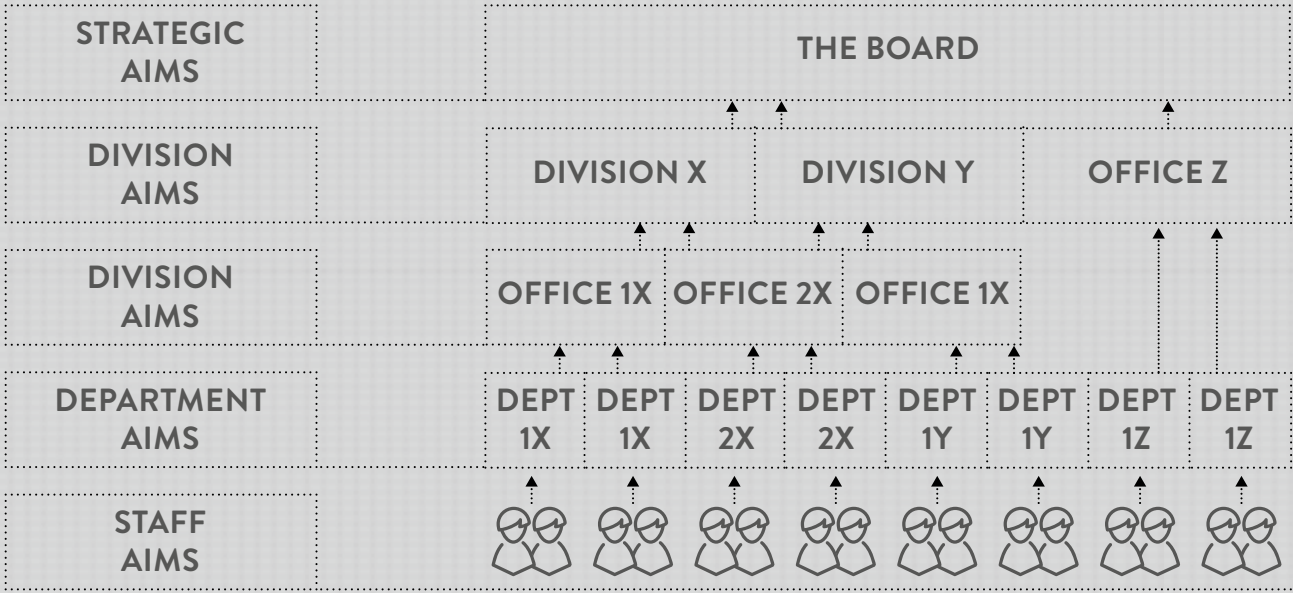 STRATEGIC
AIMS
THE BOARD
DIVISION
AIMS
DIVISION X
DIVISION Y
OFFICE Z
DIVISION
AIMS
OFFICE 1X
OFFICE 2X
OFFICE 1X
DEPARTMENT
AIMS
DEPT
1X
DEPT
1X
DEPT
2X
DEPT
2X
DEPT
1Y
DEPT
1Y
DEPT
1Z
DEPT
1Z
STAFF
AIMS